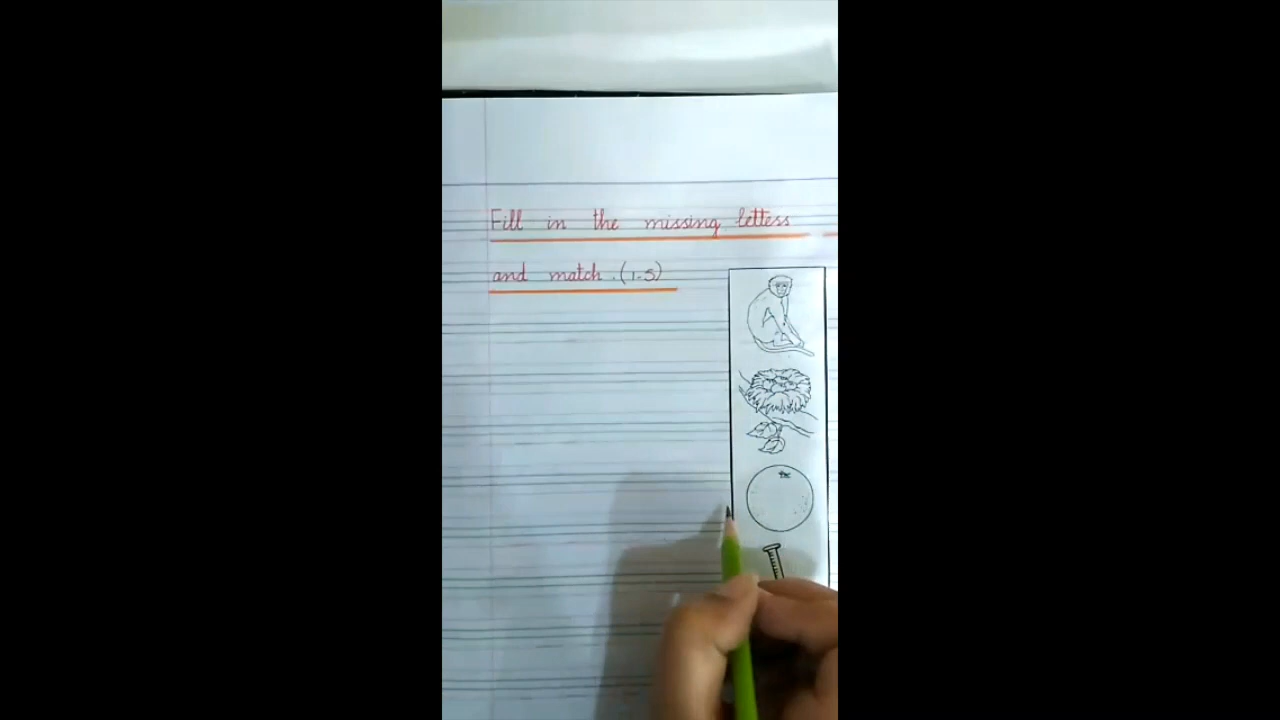 Fill in the missing letters
and match. (1-5)